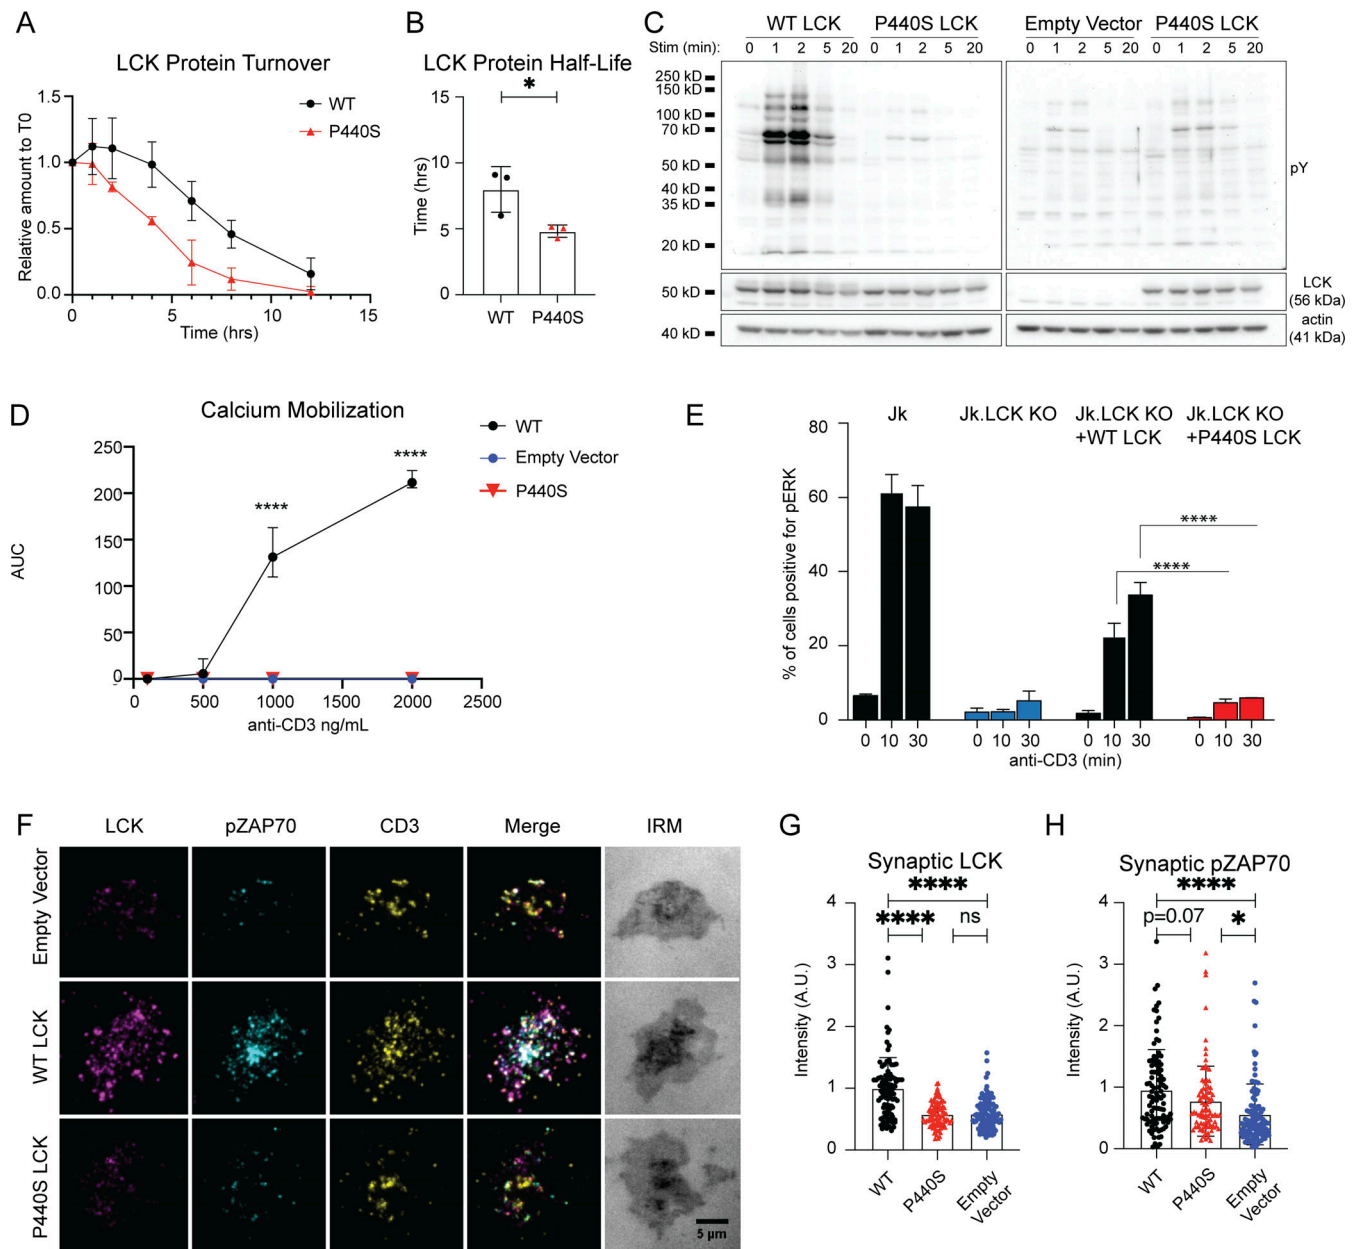 A
LCK Protein Turnover
WT
P440S
Relative amount to T0
1.5
1.0
0.5
0.0
0 5 10 15
Time (hrs)
B
LCK Protein Half-Life
*
Time (hrs)
15
10
5
0
WT P440S
C
WT LCK P440S LCK Empty Vector P440S LCK
Stim (min): 0 1 2 5 20 0 1 2 5 20 0 1 2 5 20 0 1 2 5 20
250 kD
150 kD
100 kD
70 kD
50 kD
40 kD
35 kD
20 kD
pY
50 kD
LCK
(56 kDa)
40 kD
actin
(41 kDa)
D
Calcium Mobilization
WT
Empty Vector
P440S
AUC
250
200
150
100
50
0
**** ****
0 500 1000 1500 2000 2500
anti-CD3 ng/mL
E
Jk Jk.LCK KO Jk.LCK KO Jk.LCK KO
+WT LCK +P440S LCK
% of cells positive for pERK
80
60
40
20
0
****
****
0 10 30 0 10 30 0 10 30 0 10 30
anti-CD3 (min)
F
LCK pZAP70 CD3 Merge IRM
Empty Vector
WT LCK
P440S LCK
5 µm
G
Synaptic LCK
****
**** ns
Intensity (A.U.)
4
3
2
1
0
WT P440S Empty
Vector
H
Synaptic pZAP70
****
p=0.07 *
Intensity (A.U.)
4
3
2
1
0
WT P440S Empty
Vector